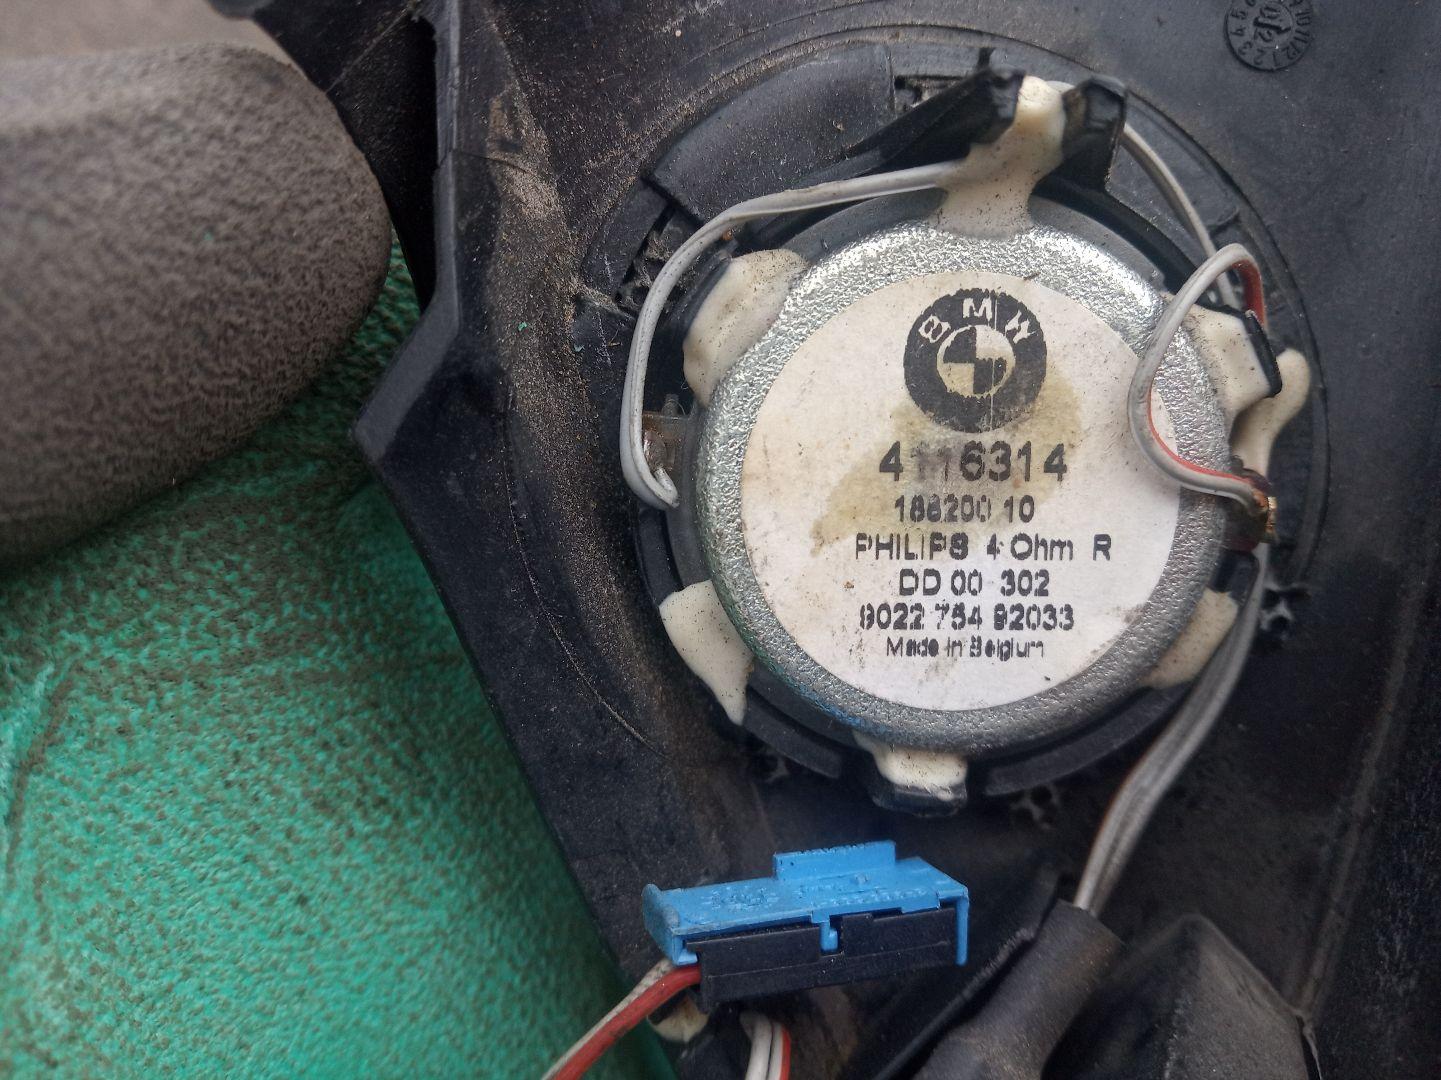 BMW
4116314
188200 10
PHILIPS 4 Ohm R
DD 00 302
9022 754 92033
Made in Belgium